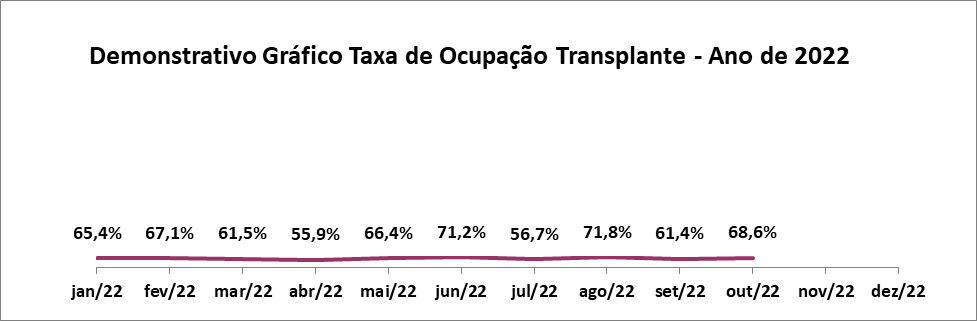 Demonstrativo Gráfico Taxa de Ocupação Transplante - Ano de 2022
65,4% 67,1% 61,5% 55,9% 66,4% 71,2% 56,7% 71,8% 61,4% 68,6%
jan/22 fev/22 mar/22 abr/22 mai/22 jun/22 jul/22 ago/22 set/22 out/22 nov/22 dez/22